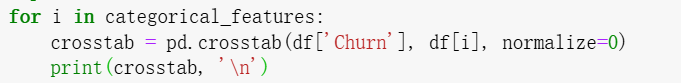 for i in categorical_features:
    crosstab = pd.crosstab(df['Churn'], df[i], normalize=0)
    print(crosstab, '\n')